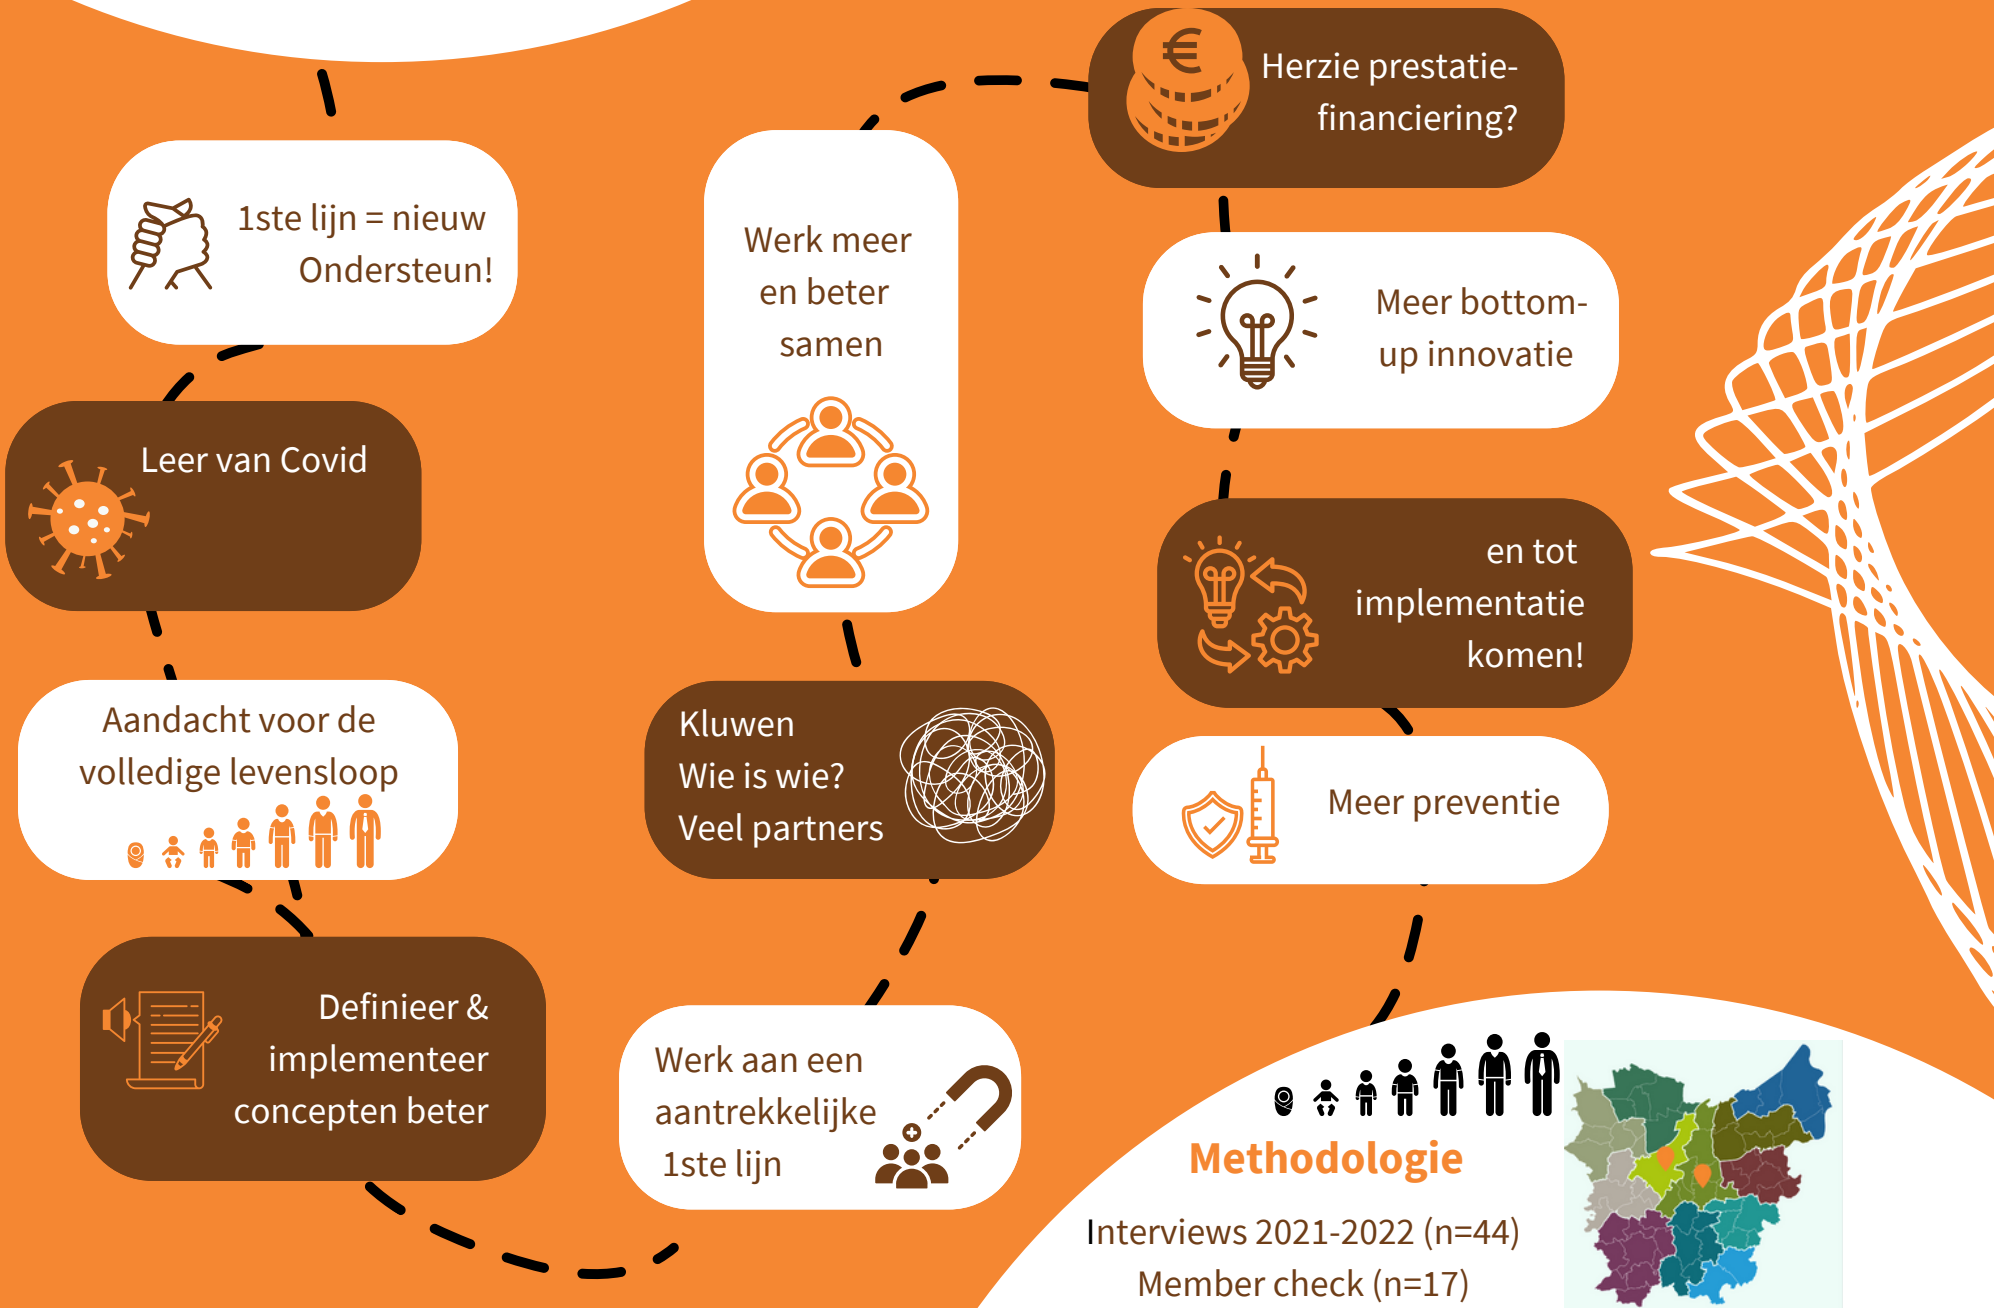 1ste lijn = nieuw
Ondersteun!
Leer van Covid
Aandacht voor de
volledige levensloop
Definieer &
implementeer
concepten beter
Werk aan een
aantrekkelijke
1ste lijn
Kluwen
Wie is wie?
Veel partners
Werk meer
en beter
samen
€
Herzie prestatie-
financiering?
Meer bottom-
up innovatie
en tot
implementatie
komen!
Meer preventie
Methodologie
Interviews 2021-2022 (n=44)
Member check (n=17)